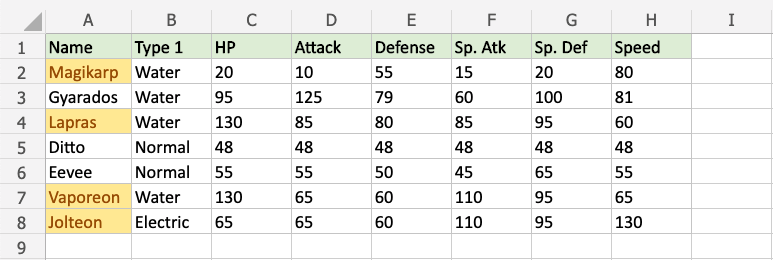 A B C D E F G H I
1 Name Type 1 HP Attack Defense Sp. Atk Sp. Def Speed
2 Magikarp Water 20 10 55 15 20 80
3 Gyarados Water 95 125 79 60 100 81
4 Lapras Water 130 85 80 85 95 60
5 Ditto Normal 48 48 48 48 48 48
6 Eevee Normal 55 55 50 45 65 55
7 Vaporeon Water 130 65 60 110 95 65
8 Jolteon Electric 65 65 60 110 95 130
9